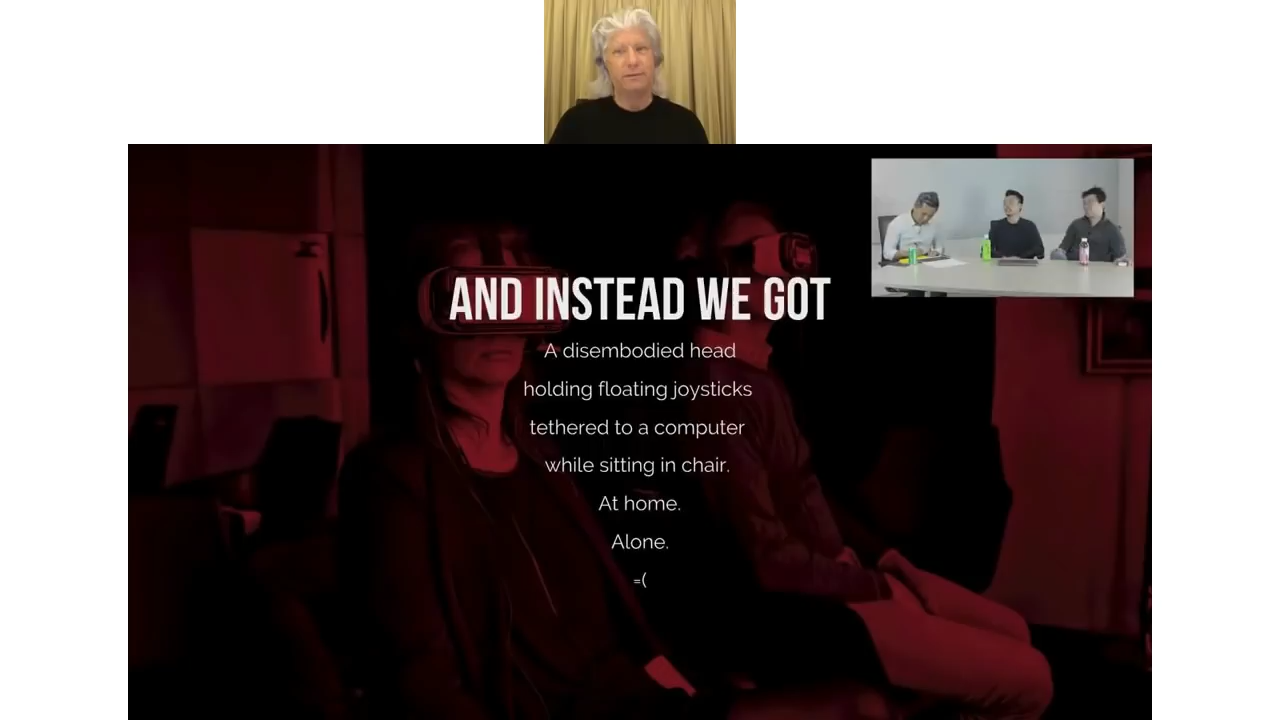 AND INSTEAD WE GOT
A disembodied head
holding floating joysticks
tethered to a computer
while sitting in chair.
At home.
Alone.
=(